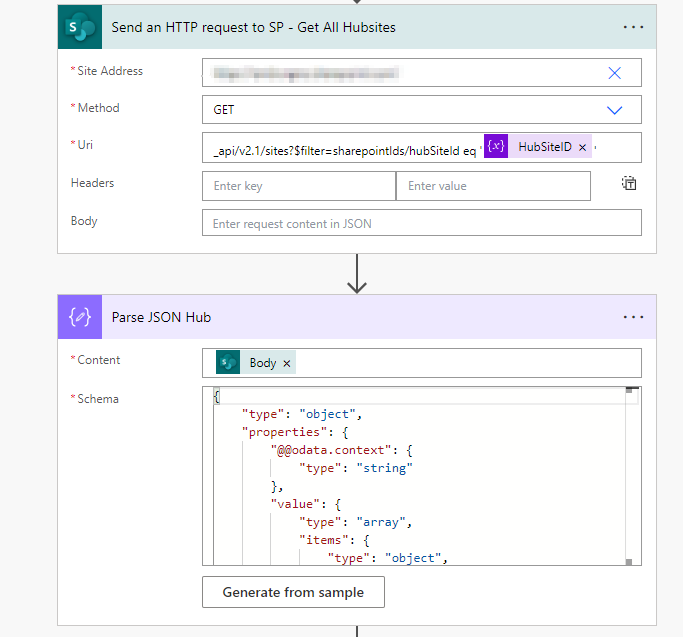 Send an HTTP request to SP - Get All Hubsites
* Site Address
* Method
GET
* Uri
_api/v2.1/sites?$filter=sharepointIds/hubSiteId eq ' {x} HubSiteID × '
Headers
Enter key
Enter value
Body
Enter request content in JSON
Parse JSON Hub
* Content
Body ×
* Schema
{
"type": "object",
"properties": {
"@@odata.context": {
"type": "string"
},
"value": {
"type": "array",
"items": {
"type": "object",
Generate from sample